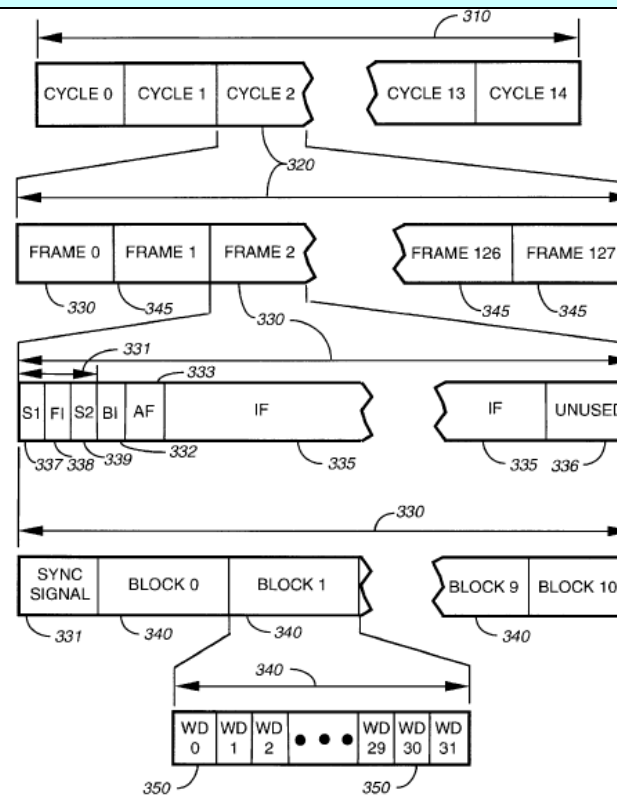 310
CYCLE 0 CYCLE 1 CYCLE 2 CYCLE 13 CYCLE 14
320
FRAME 0 FRAME 1 FRAME 2 FRAME 126 FRAME 127
330 345 330 345 345
331 333
S1 FI S2 BI AF IF IF UNUSED
337 338 339 332 335 335 336
330
SYNC SIGNAL BLOCK 0 BLOCK 1 BLOCK 9 BLOCK 10
331 340 340 340
340
WD 0 WD 1 WD 2 WD 29 WD 30 WD 31
350 350